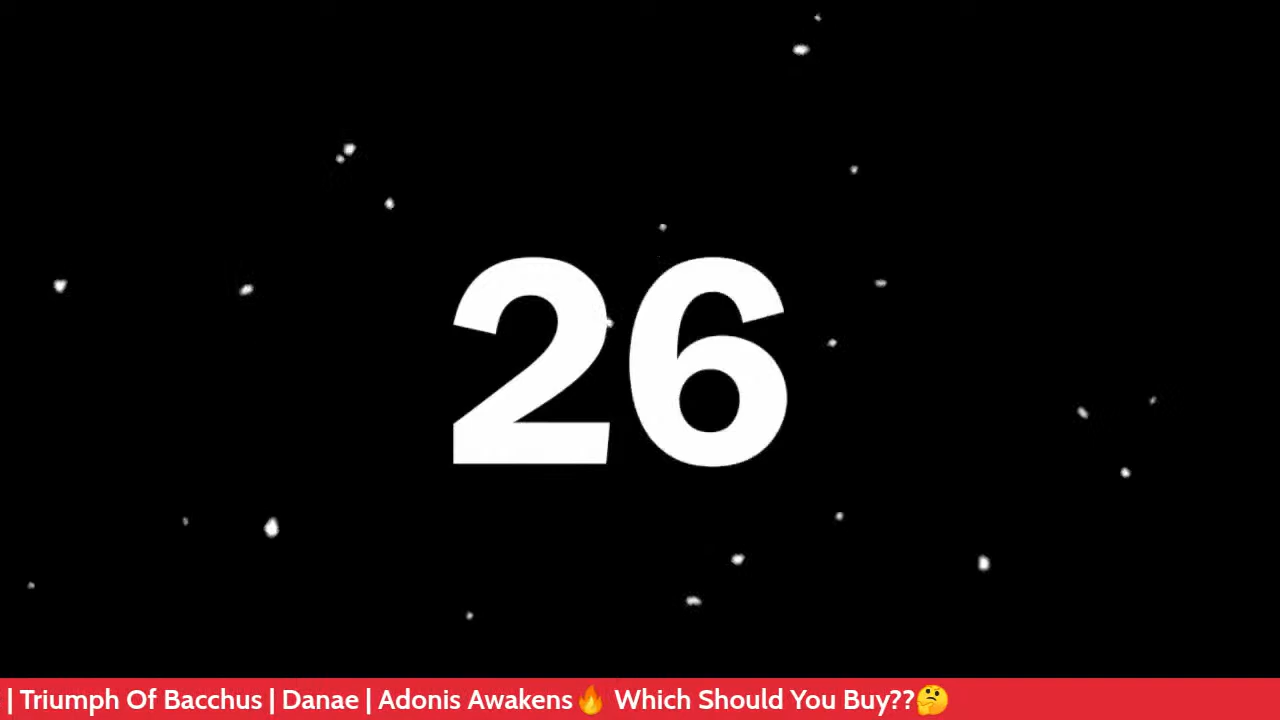 26
| Triumph Of Bacchus | Danae | Adonis Awakens🔥 Which Should You Buy??🤔